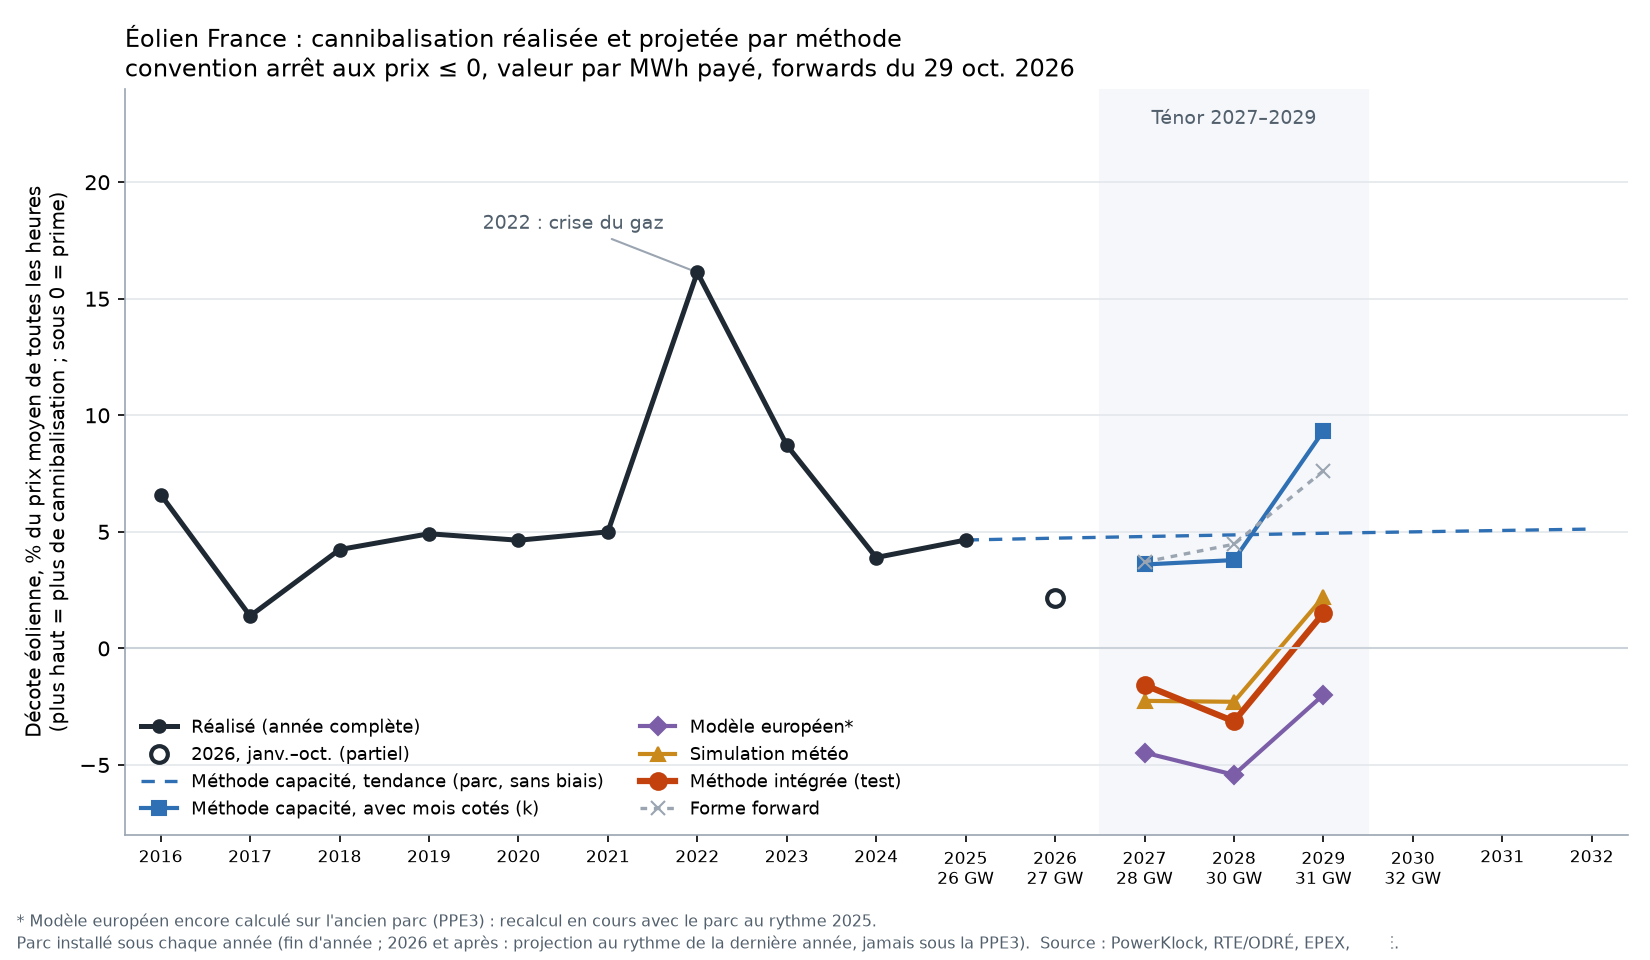 Éolien France : cannibalisation réalisée et projetée par méthode
convention arrêt aux prix ≤ 0, valeur par MWh payé, forwards du 29 oct. 2026
Ténor 2027–2029
2022 : crise du gaz
Décote éolienne, % du prix moyen de toutes les heures
(plus haut = plus de cannibalisation ; sous 0 = prime)
20
15
10
5
0
−5
Réalisé (année complète)
2026, janv.–oct. (partiel)
Méthode capacité, tendance (parc, sans biais)
Méthode capacité, avec mois cotés (k)
Modèle européen*
Simulation météo
Méthode intégrée (test)
Forme forward
2016 2017 2018 2019 2020 2021 2022 2023 2024 2025 2026 2027 2028 2029 2030 2031 2032
26 GW 27 GW 28 GW 30 GW 31 GW 32 GW
* Modèle européen encore calculé sur l'ancien parc (PPE3) : recalcul en cours avec le parc au rythme 2025.
Parc installé sous chaque année (fin d'année ; 2026 et après : projection au rythme de la dernière année, jamais sous la PPE3). Source : PowerKlock, RTE/ODRÉ, EPEX,